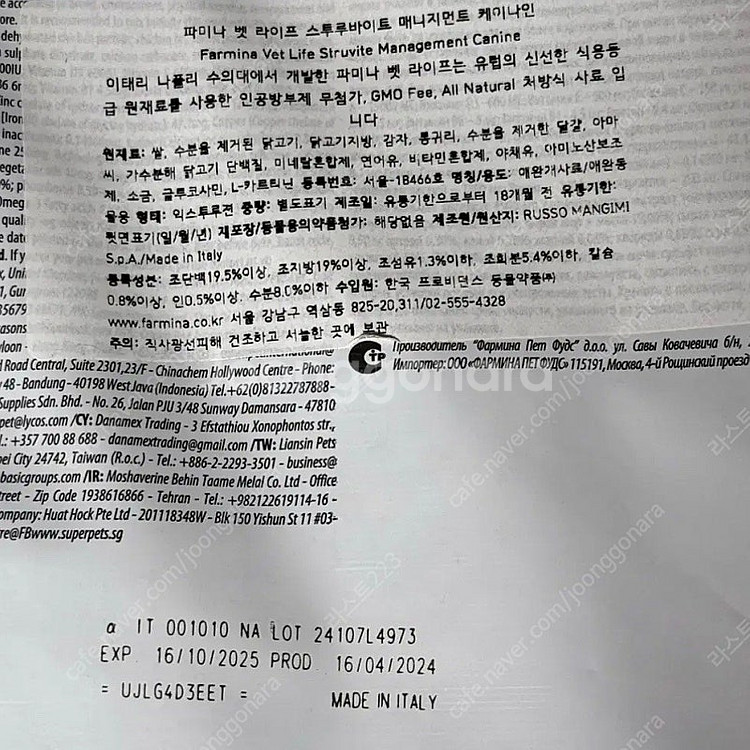 파미나 벳 라이프 스투루바이트 매니지먼트 케이나인
Farmina Vet Life Struvite Management Canine
이태리 나폴리 수의대에서 개발한 파미나 벳 라이프는 유럽의 신선한 식용등
급 원재료를 사용한 인공방부제 무첨가, GMO Fee, All Natural 처방식 사료 입
니다
원재료: 쌀, 수분을 제거된 닭고기, 닭고기지방, 감자, 통귀리, 수분을 제거한 달걀, 아마
씨, 가수분해 닭고기 단백질, 미네랄혼합제, 연어유, 비타민혼합제, 야채유, 아미노산보조
제, 소금, 글루코사민, L-카르틴닌 등록번호: 서울-18466호 명칭/용도: 애완개사료/애완동
물용 형태: 익스투루전 중량: 별도표기 제조일: 유통기한으로부터 18개월 전 유통기한:
뒷면표기(일/월/년) 재포장/동물용의약품첨가: 해당없음 제조원/원산지: RUSSO MANGIMI
S.p.A./Made in Italy
등록성분: 조단백19.5%이상, 조지방19%이상, 조섬유1.3%이하, 조회분5.4%이하, 칼슘
0.8%이상, 인0.5%이상, 수분8.0%이하 수입원: 한국 프로비던스 동물약품㈜
www.farmina.co.kr 서울 강남구 역삼동 825-20,311/02-555-4328
주의: 직사광선피해 건조하고 서늘한 곳에 보관
Производитель "Фармина Пет Фудс" д.о.о. ул. Савы Ковачевича б/н,
Импортер: ООО «ФАРМИНА ПЕТ ФУДС» 115191, Москва, 4-й Рощинский проезд
Road Central, Suite 2301,23/F - Chinachem Hollywood Centre - Phone:
48 - Bandung - 40198 West Java (Indonesia) Tel.+62(0)81322787888 -
Supplies Sdn. Bhd. - No. 26, Jalan PJU 3/48 Sunway Damansara - 47810
pet@lycos.com /CY: Danamex Trading - 3 Efstathiou Xonophontos str.,
.: +357 700 88 688 - danamextrading@gmail.com /TW: Liansin Pets
pei City 24742, Taiwan (R.o.c.) - Tel.: +886-2-2293-3501 - business@
basicgroups.com /IR: Moshaverine Behin Taame Melal Co. Ltd - Office
treet - Zip Code 1938616866 - Tehran - Tel.: +982122619114-16 -
ompany: Huat Hock Pte Ltd - 201118348W - Blk 150 Yishun St 11 #03-
re@FBwww.superpets.sg
α IT 001010 NA LOT 24107L4973
EXP. 16/10/2025 PROD. 16/04/2024
= UJLG4D3EET = MADE IN ITALY
joonggonara
cafe.naver.com/joonggonara
라스트223